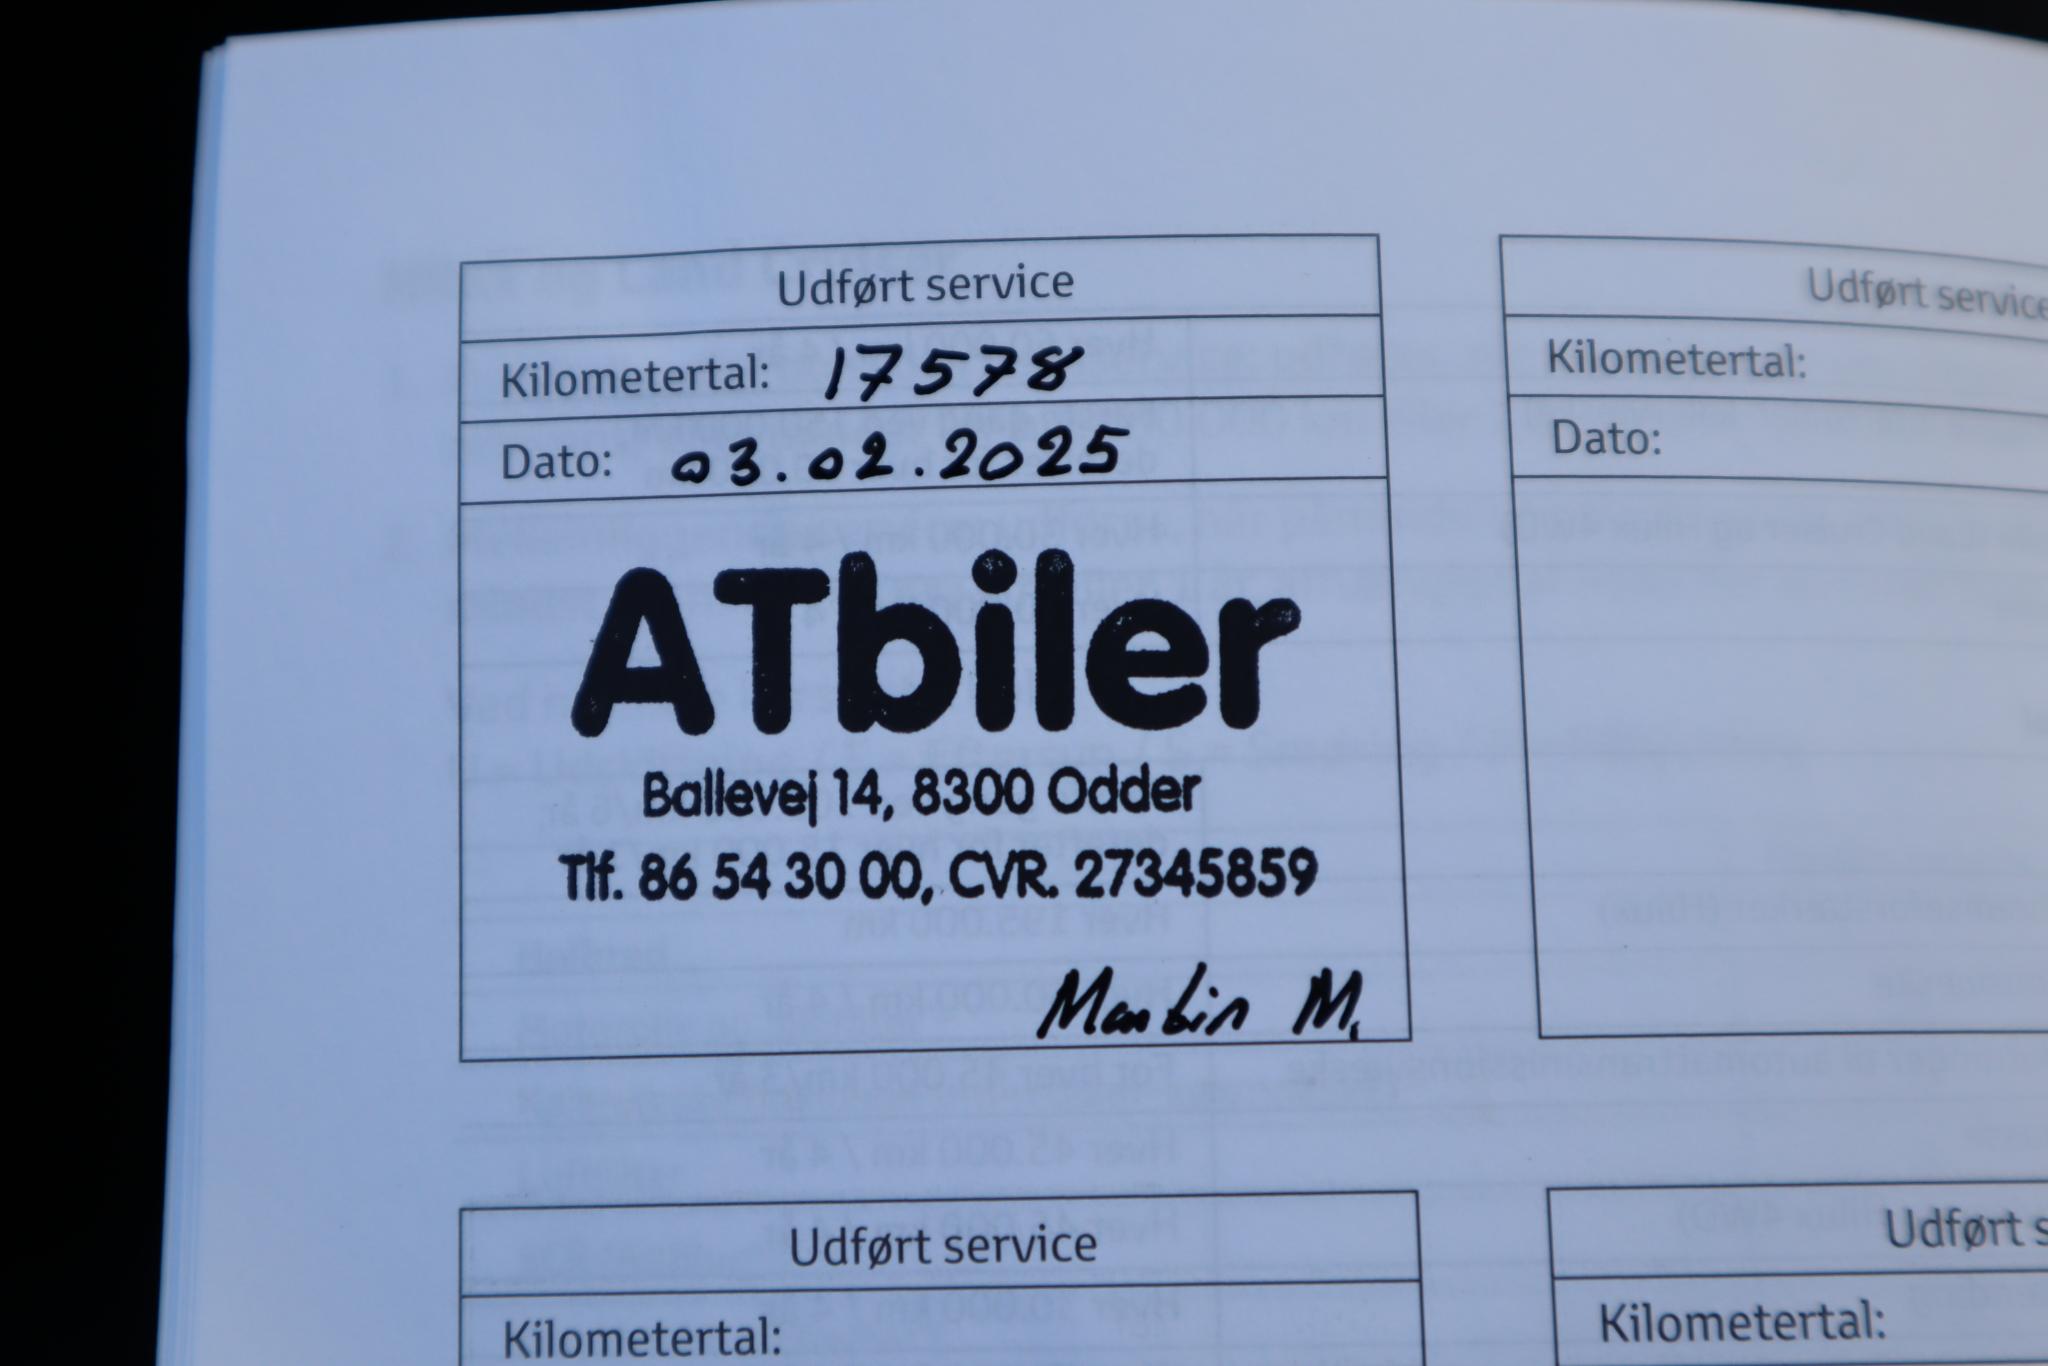 Udført service
Kilometertal: 17578
Dato: 03.02.2025
ATbiler
Ballevej 14, 8300 Odder
Tlf. 86 54 30 00, CVR. 27345859
Martin M.
Udført service
Kilometertal:
Dato:
Udført service
Kilometertal:
Udført s
Kilometertal: